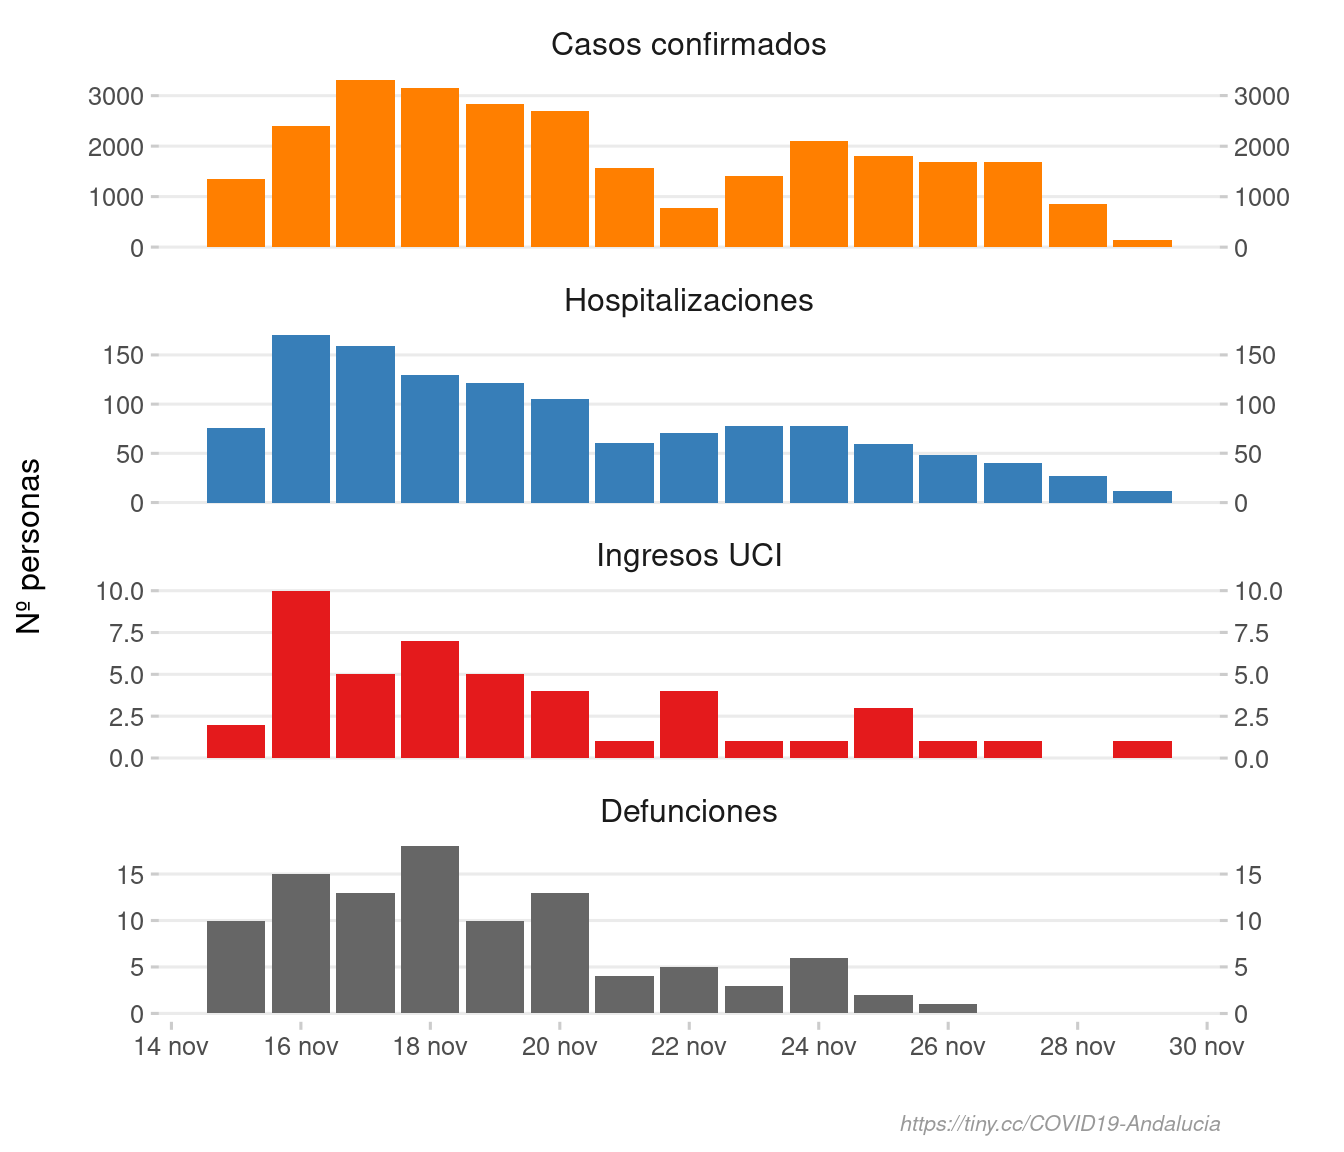 Casos confirmados
3000 3000
2000 2000
1000 1000
0 0
Hospitalizaciones
150 150
100 100
50 50
0 0
Nº personas
Ingresos UCI
10.0 10.0
7.5 7.5
5.0 5.0
2.5 2.5
0.0 0.0
Defunciones
15 15
10 10
5 5
0 0
14 nov 16 nov 18 nov 20 nov 22 nov 24 nov 26 nov 28 nov 30 nov
https://tiny.cc/COVID19-Andalucia